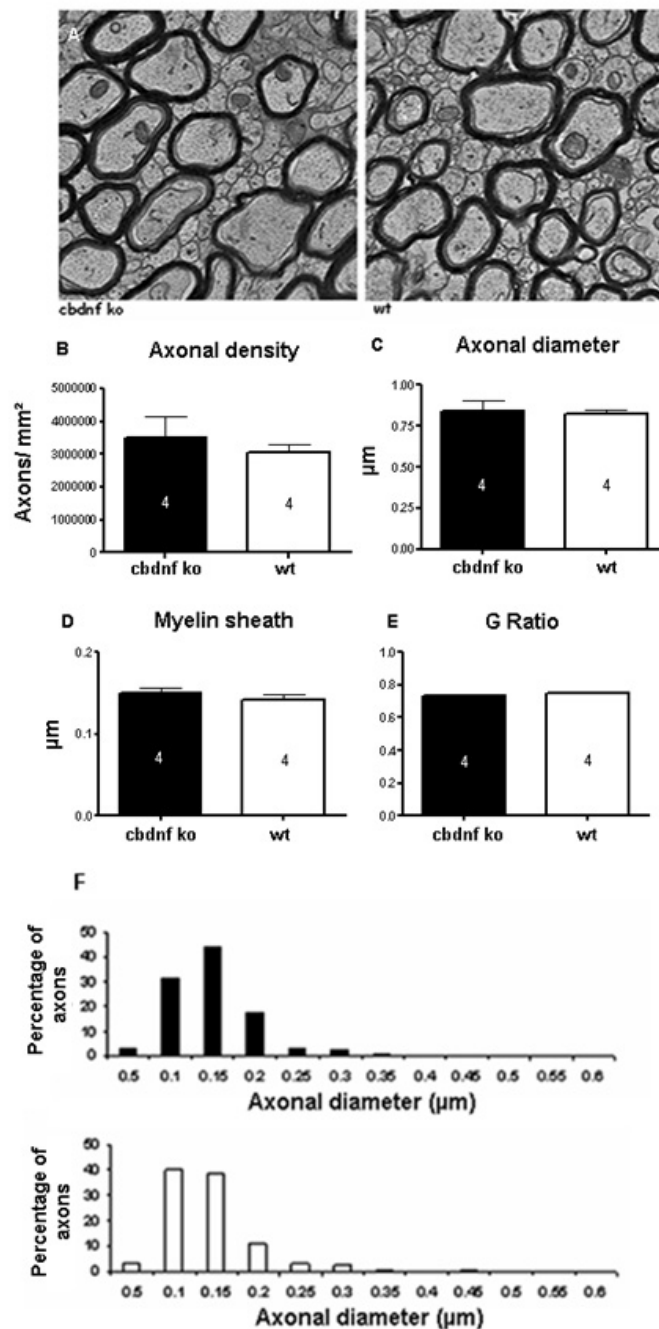 A
cbdnf ko
wt
B Axonal density
Axons/ mm²
5000000
4000000
3000000
2000000
1000000
0
4
4
cbdnf ko wt
C Axonal diameter
µm
1.00
0.75
0.50
0.25
0.00
4
4
cbdnf ko wt
D Myelin sheath
µm
0.2
0.1
0.0
4
4
cbdnf ko wt
E G Ratio
1.0
0.8
0.6
0.4
0.2
0.0
4
4
cbdnf ko wt
F
Percentage of
axons
50
40
30
20
10
0
0.5 0.1 0.15 0.2 0.25 0.3 0.35 0.4 0.45 0.5 0.55 0.6
Axonal diameter (µm)
Percentage of
axons
50
40
30
20
10
0
0.5 0.1 0.15 0.2 0.25 0.3 0.35 0.4 0.45 0.5 0.55 0.6
Axonal diameter (µm)